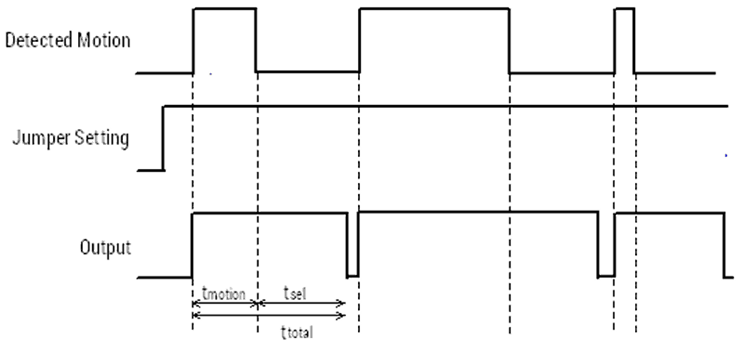 Detected Motion
Jumper Setting
Output
tmotion
tsel
ttotal